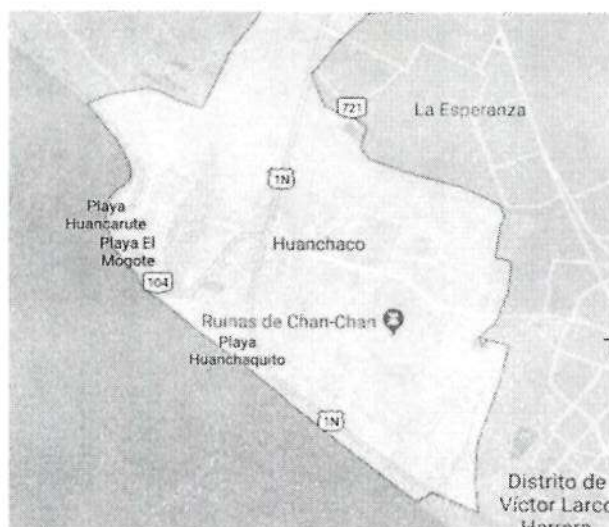 721
La Esperanza
1N
Playa
Huancarute
Playa El
Mogote
Huanchaco
104
Ruinas de Chan-Chan
Playa
Huanchaquito
1N
Distrito de
Víctor Larco
Herrera